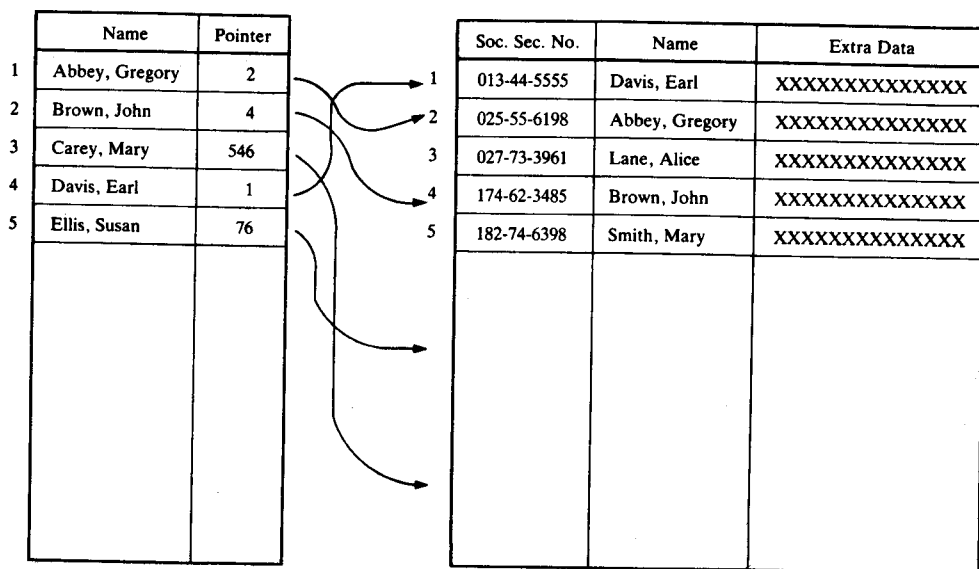 Name Pointer
1 Abbey, Gregory 2
2 Brown, John 4
3 Carey, Mary 546
4 Davis, Earl 1
5 Ellis, Susan 76
Soc. Sec. No. Name Extra Data
1 013-44-5555 Davis, Earl XXXXXXXXXXXXXX
2 025-55-6198 Abbey, Gregory XXXXXXXXXXXXXX
3 027-73-3961 Lane, Alice XXXXXXXXXXXXXX
4 174-62-3485 Brown, John XXXXXXXXXXXXXX
5 182-74-6398 Smith, Mary XXXXXXXXXXXXXX